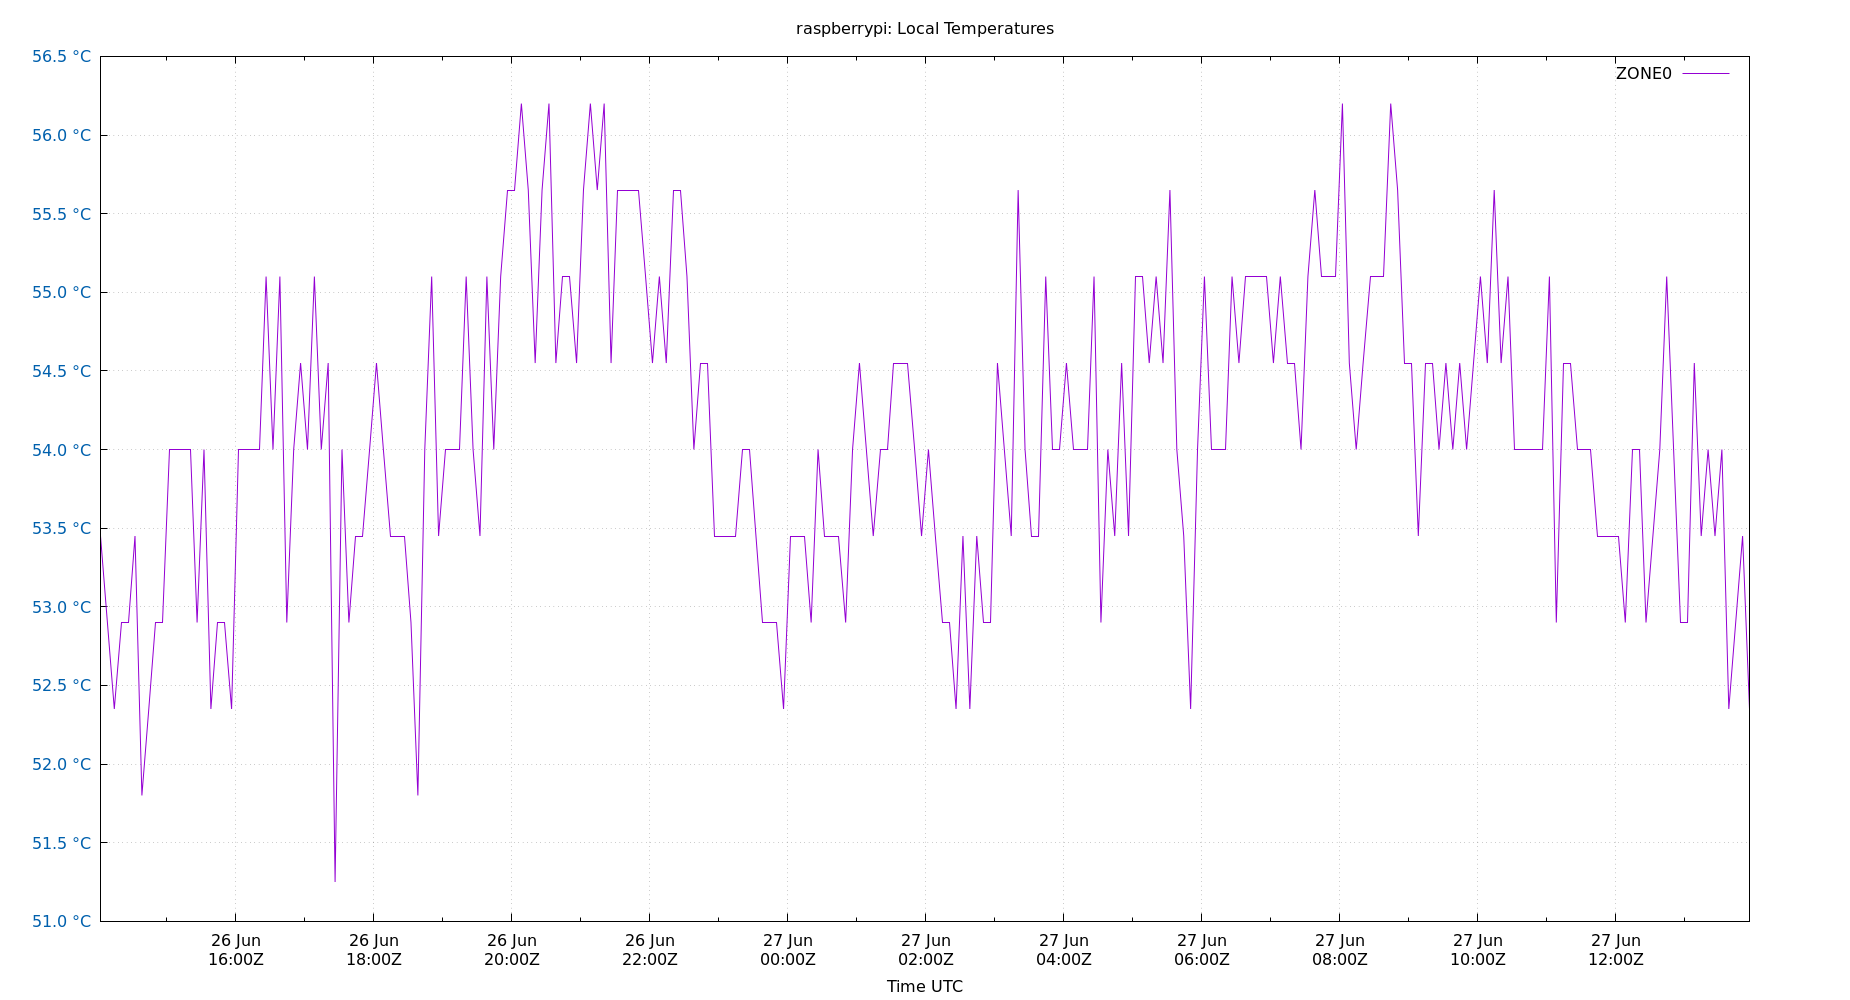 raspberrypi: Local Temperatures
56.5 °C
56.0 °C
55.5 °C
55.0 °C
54.5 °C
54.0 °C
53.5 °C
53.0 °C
52.5 °C
52.0 °C
51.5 °C
51.0 °C
ZONE0
26 Jun
16:00Z
26 Jun
18:00Z
26 Jun
20:00Z
26 Jun
22:00Z
27 Jun
00:00Z
27 Jun
02:00Z
27 Jun
04:00Z
27 Jun
06:00Z
27 Jun
08:00Z
27 Jun
10:00Z
27 Jun
12:00Z
Time UTC